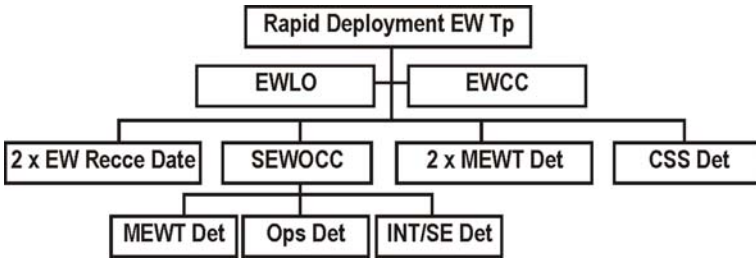 Rapid Deployment EW Tp
EWLO
EWCC
2 x EW Recce Date
SEWOCC
2 x MEWT Det
CSS Det
MEWT Det
Ops Det
INT/SE Det